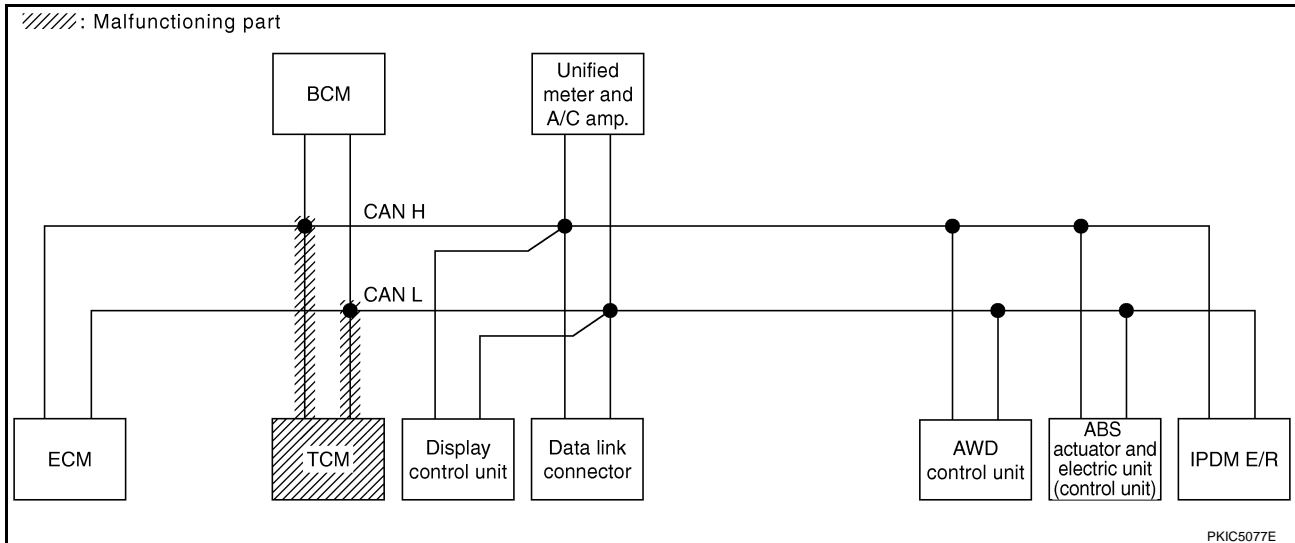 : Malfunctioning part
BCM
Unified
meter and
A/C amp.
CAN H
CAN L
ECM
TCM
Display
control unit
Data link
connector
AWD
control unit
ABS
actuator and
electric unit
(control unit)
IPDM E/R
PKIC5077E